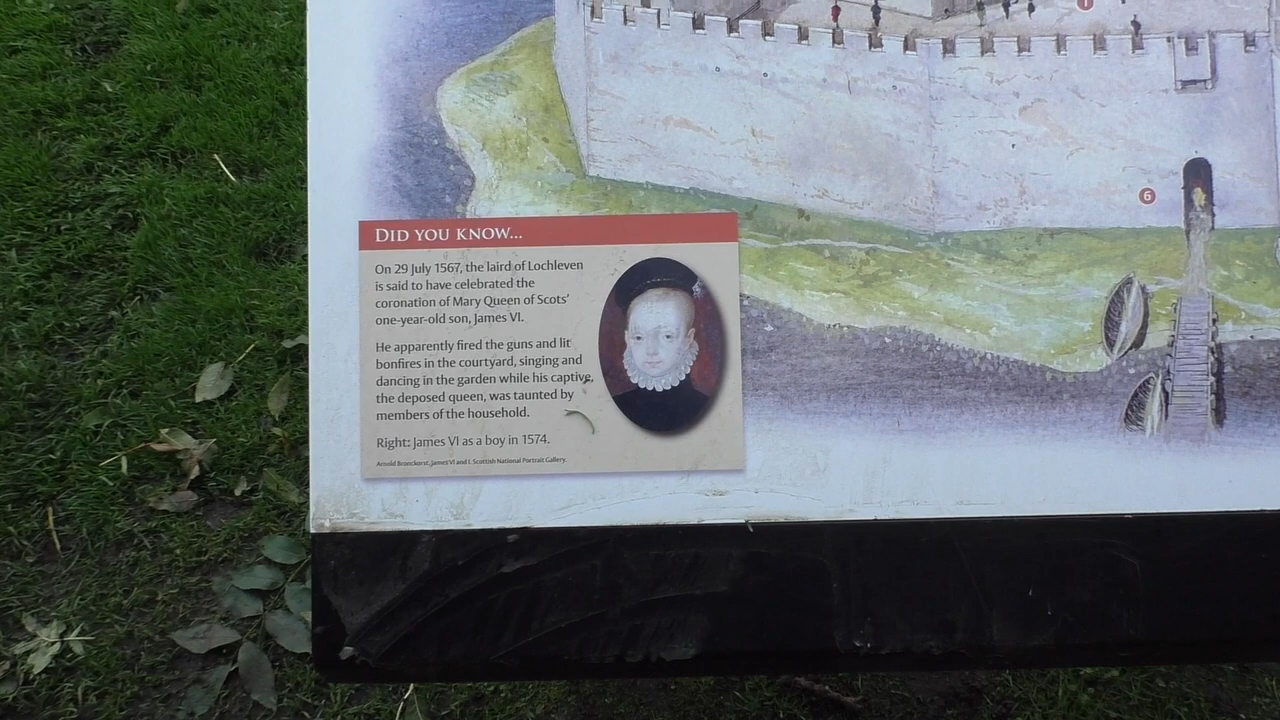 1
6
DID YOU KNOW...
On 29 July 1567, the laird of Lochleven
is said to have celebrated the
coronation of Mary Queen of Scots'
one-year-old son, James VI.
He apparently fired the guns and lit
bonfires in the courtyard, singing and
dancing in the garden while his captive,
the deposed queen, was taunted by
members of the household.
Right: James VI as a boy in 1574.
Arnold Bronckorst, James VI and I. Scottish National Portrait Gallery.